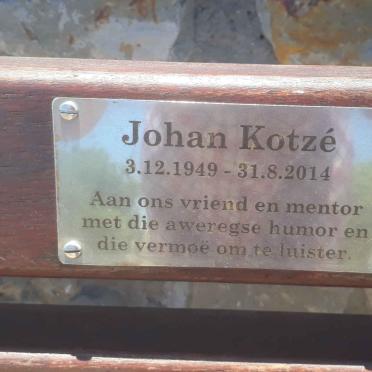 Johan Kotzé
3.12.1949 - 31.8.2014
Aan ons vriend en mentor
met die aweregse humor en
die vermoë om te luister.